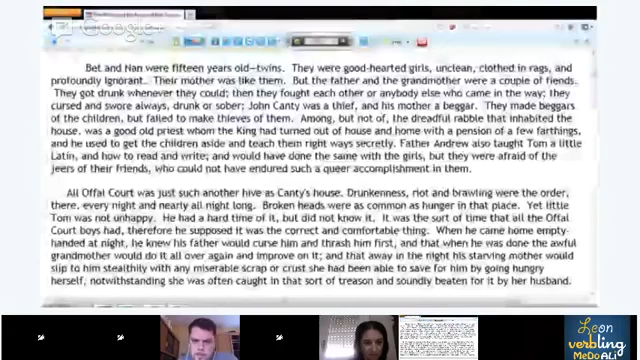 Google+
Bet and Nan were fifteen years old—twins. They were good-hearted girls, unclean, clothed in rags, and
profoundly ignorant. Their mother was like them. But the father and the grandmother were a couple of fiends.
They got drunk whenever they could; then they fought each other or anybody else who came in the way; they
cursed and swore always, drunk or sober; John Canty was a thief, and his mother a beggar. They made beggars
of the children, but failed to make thieves of them. Among, but not of, the dreadful rabble that inhabited the
house, was a good old priest whom the King had turned out of house and home with a pension of a few farthings,
and he used to get the children aside and teach them right ways secretly. Father Andrew also taught Tom a little
Latin, and how to read and write; and would have done the same with the girls, but they were afraid of the
jeers of their friends, who could not have endured such a queer accomplishment in them.
All Offal Court was just such another hive as Canty's house. Drunkenness, riot and brawling were the order,
there, every night and nearly all night long. Broken heads were as common as hunger in that place. Yet little
Tom was not unhappy. He had a hard time of it, but did not know it. It was the sort of time that all the Offal
Court boys had, therefore he supposed it was the correct and comfortable thing. When he came home empty-
handed at night, he knew his father would curse him and thrash him first, and that when he was done the awful
grandmother would do it all over again and improve on it; and that away in the night his starving mother would
slip to him stealthily with any miserable scrap or crust she had been able to save for him by going hungry
herself, notwithstanding she was often caught in that sort of treason and soundly beaten for it by her husband.
Leon
verbling
MeDo ALi